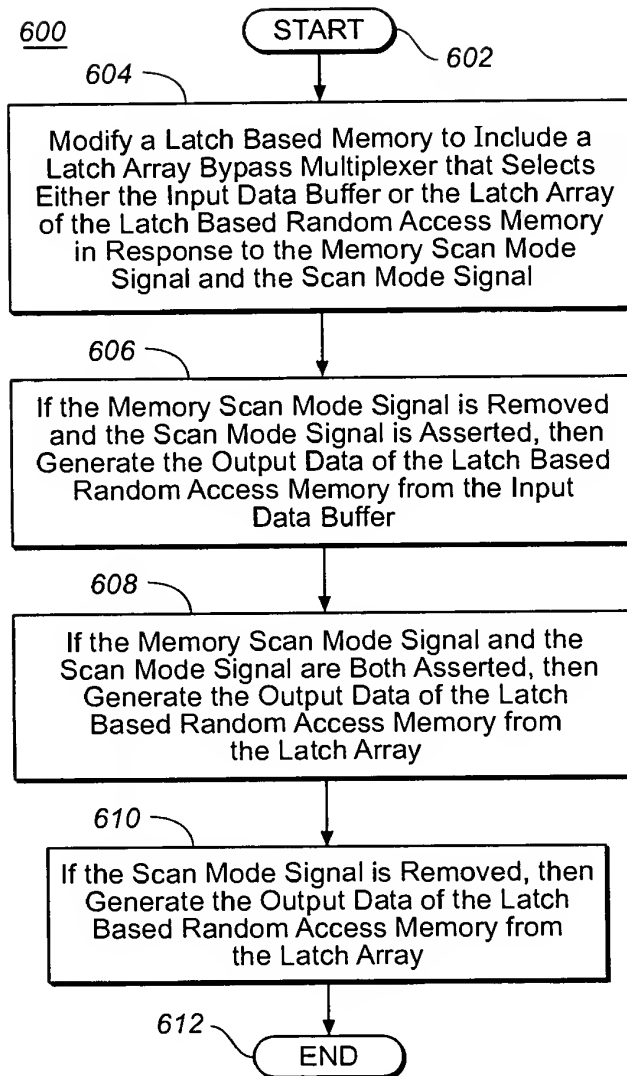 600
START
602
604
Modify a Latch Based Memory to Include a
Latch Array Bypass Multiplexer that Selects
Either the Input Data Buffer or the Latch Array
of the Latch Based Random Access Memory
in Response to the Memory Scan Mode
Signal and the Scan Mode Signal
606
If the Memory Scan Mode Signal is Removed
and the Scan Mode Signal is Asserted, then
Generate the Output Data of the Latch Based
Random Access Memory from the Input
Data Buffer
608
If the Memory Scan Mode Signal and the
Scan Mode Signal are Both Asserted, then
Generate the Output Data of the Latch
Based Random Access Memory from
the Latch Array
610
If the Scan Mode Signal is Removed, then
Generate the Output Data of the Latch
Based Random Access Memory from
the Latch Array
612
END